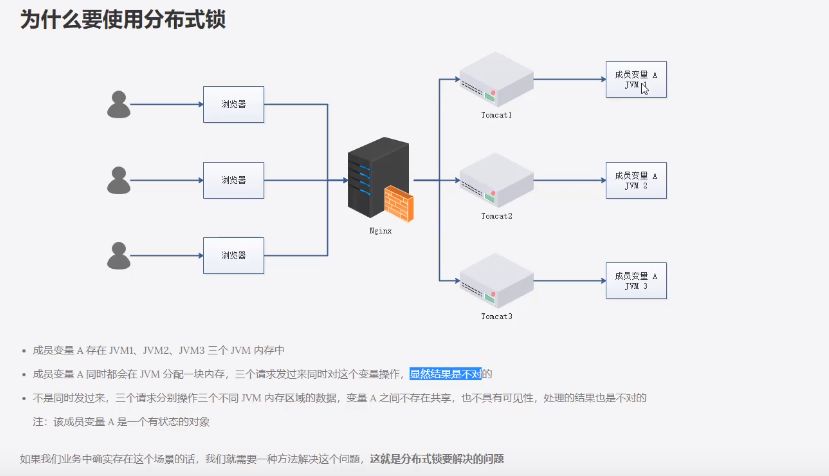 为什么要使用分布式锁
成员变量 A
JVM 1
浏览器
Tomcat1
成员变量 A
JVM 2
浏览器
Tomcat2
Nginx
浏览器
成员变量 A
JVM 3
Tomcat3
成员变量 A 存在 JVM1、JVM2、JVM3 三个 JVM 内存中
成员变量 A 同时都会在 JVM 分配一块内存，三个请求发过来同时对这个变量操作，显然结果是不对的
不是同时发过来，三个请求分别操作三个不同 JVM 内存区域的数据，变量 A 之间不存在共享，也不具有可见性，处理的结果也是不对的
注：该成员变量 A 是一个有状态的对象
如果我们业务中确实存在这个场景的话，我们就需要一种方法解决这个问题，这就是分布式锁要解决的问题